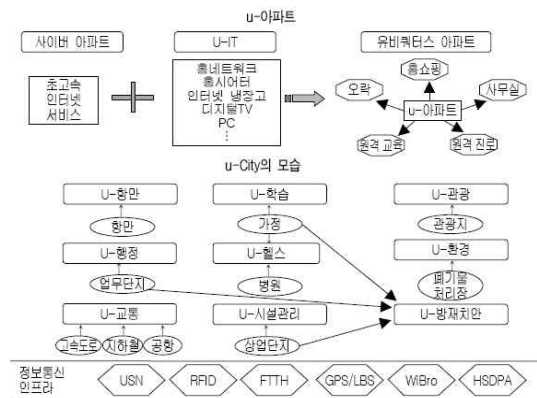 u-아파트
사이버 아파트
U-IT
유비쿼터스 아파트
초고속
인터넷
서비스
홈네트워크
홈시어터
인터넷 냉장고
디지털TV
PC
⋮
홈쇼핑
오락
사무실
u-아파트
원격 교육
원격 진료
u-City의 모습
U-항만
U-학습
U-관광
항만
가정
관광지
U-행정
U-헬스
U-환경
업무단지
병원
폐기물
처리장
U-교통
U-시설관리
U-방재치안
고속도로
지하철
공항
상업단지
정보통신
인프라
USN
RFID
FTTH
GPS/LBS
WiBro
HSDPA